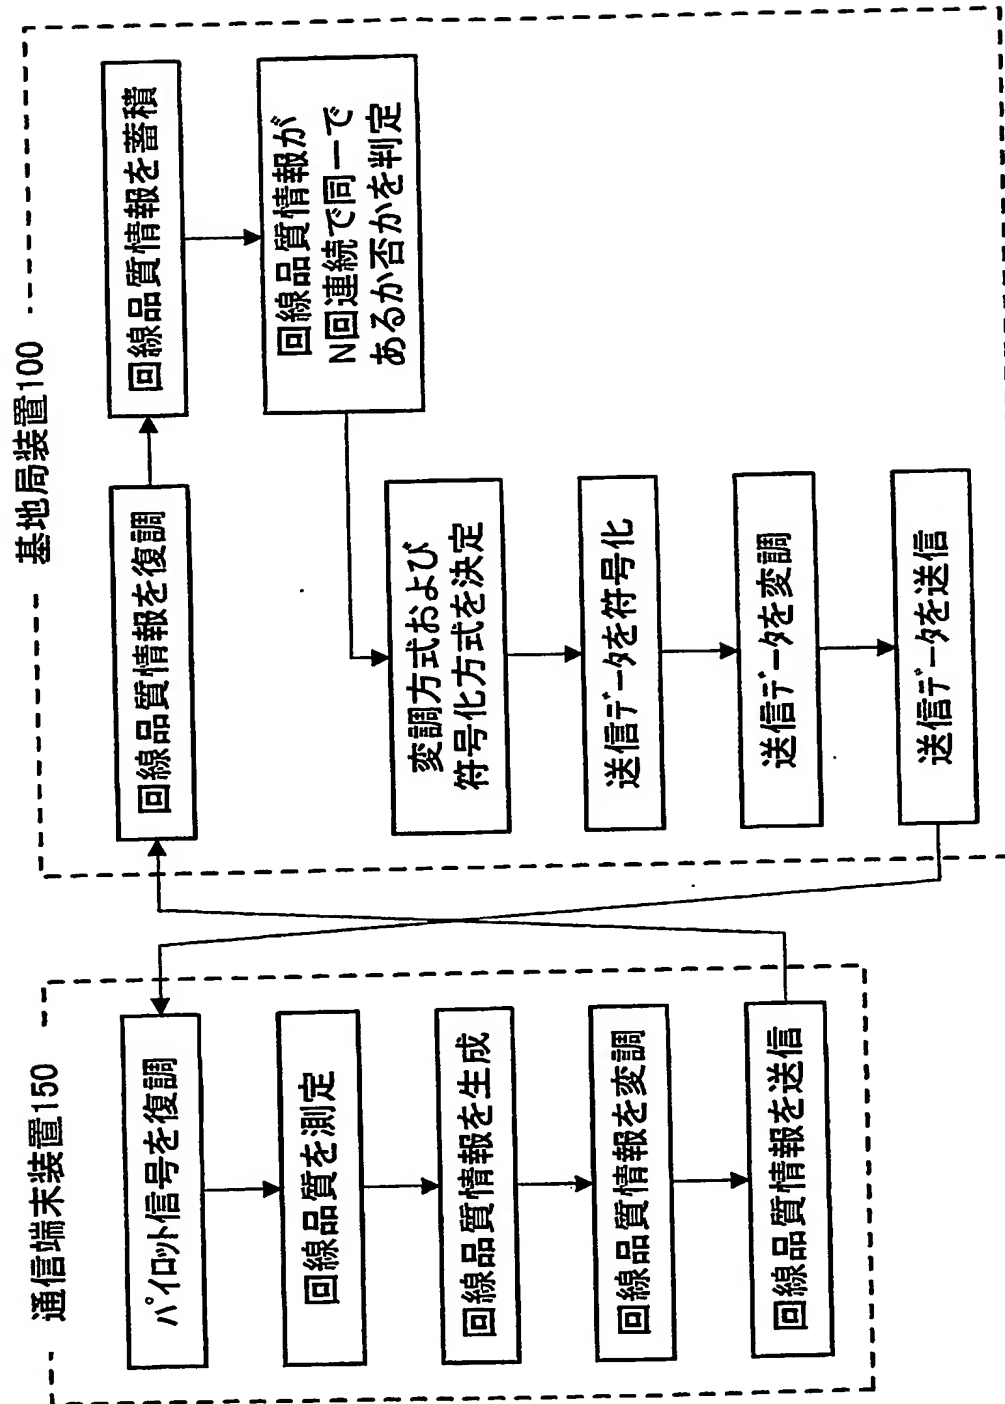 通信端末装置150
パイロット信号を復調
回線品質を測定
回線品質情報を生成
回線品質情報を変調
回線品質情報を送信
基地局装置100
回線品質情報を復調
回線品質情報を蓄積
回線品質情報が
N回連続で同一で
あるか否かを判定
変調方式および
符号化方式を決定
送信データを符号化
送信データを変調
送信データを送信